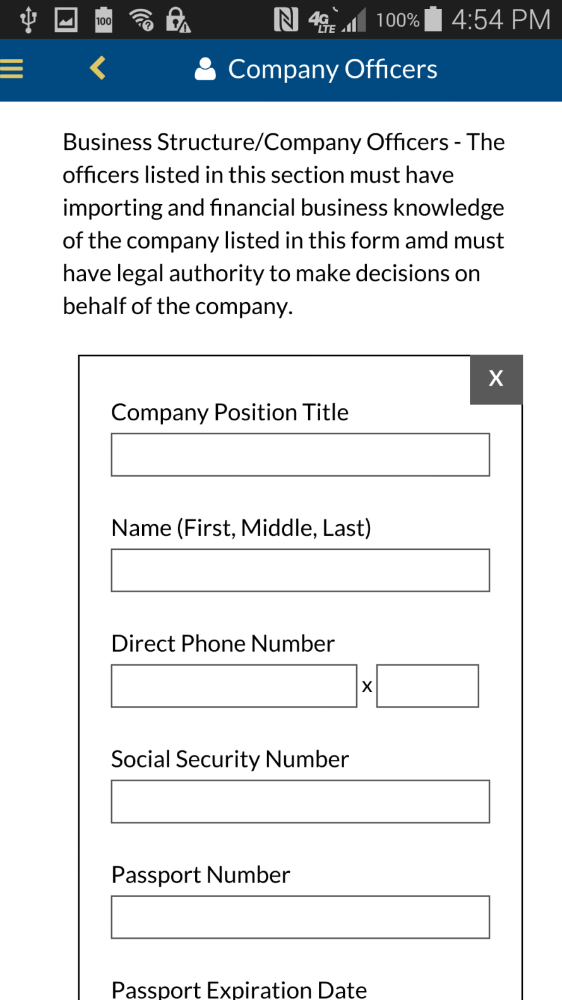 100 4G LTE 100% 4:54 PM
Company Officers
Business Structure/Company Officers - The
officers listed in this section must have
importing and financial business knowledge
of the company listed in this form amd must
have legal authority to make decisions on
behalf of the company.
X
Company Position Title
Name (First, Middle, Last)
Direct Phone Number
x
Social Security Number
Passport Number
Passport Expiration Date